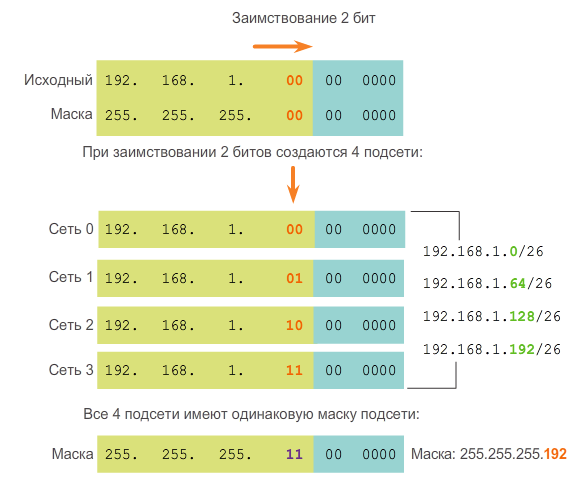 Заимствование 2 бит
Исходный 192. 168. 1. 00 00 0000
Маска 255. 255. 255. 00 00 0000
При заимствовании 2 битов создаются 4 подсети:
Сеть 0 192. 168. 1. 00 00 0000
192.168.1.0/26
Сеть 1 192. 168. 1. 01 00 0000
192.168.1.64/26
Сеть 2 192. 168. 1. 10 00 0000
192.168.1.128/26
192.168.1.192/26
Сеть 3 192. 168. 1. 11 00 0000
Все 4 подсети имеют одинаковую маску подсети:
Маска 255. 255. 255. 11 00 0000 Маска: 255.255.255.192